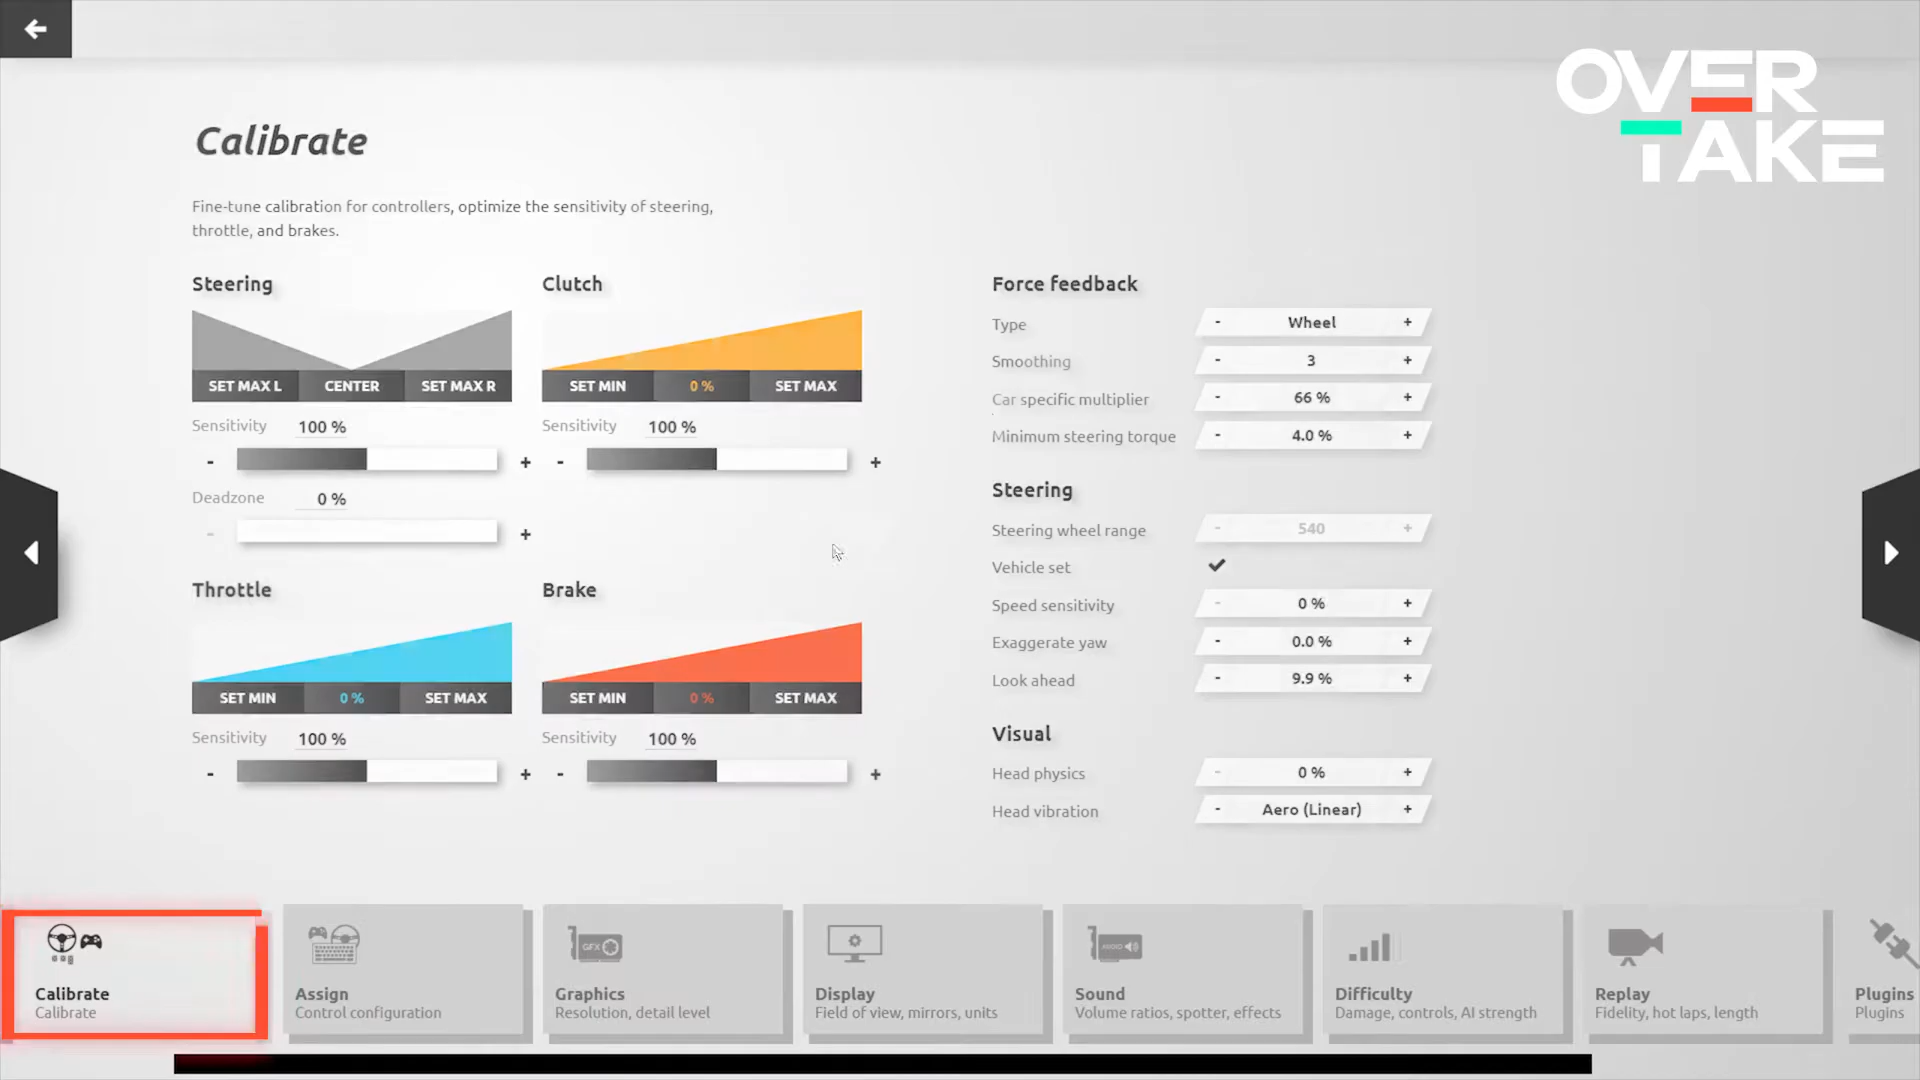 OVER
TAKE
Calibrate
Fine-tune calibration for controllers, optimize the sensitivity of steering,
throttle, and brakes.
Steering
SET MAX L CENTER SET MAX R
Sensitivity 100 %
- +
Deadzone 0 %
- +
Clutch
SET MIN 0 % SET MAX
Sensitivity 100 %
- +
Throttle
SET MIN 0 % SET MAX
Sensitivity 100 %
- +
Brake
SET MIN 0 % SET MAX
Sensitivity 100 %
- +
Force feedback
Type - Wheel +
Smoothing - 3 +
Car specific multiplier - 66 % +
Minimum steering torque - 4.0 % +
Steering
Steering wheel range - 540 +
Vehicle set
Speed sensitivity - 0 % +
Exaggerate yaw - 0.0 % +
Look ahead - 9.9 % +
Visual
Head physics - 0 % +
Head vibration - Aero (Linear) +
Calibrate
Calibrate
Assign
Control configuration
GFX
Graphics
Resolution, detail level
Display
Field of view, mirrors, units
AUDIO
Sound
Volume ratios, spotter, effects
Difficulty
Damage, controls, AI strength
Replay
Fidelity, hot laps, length
Plugins
Plugins